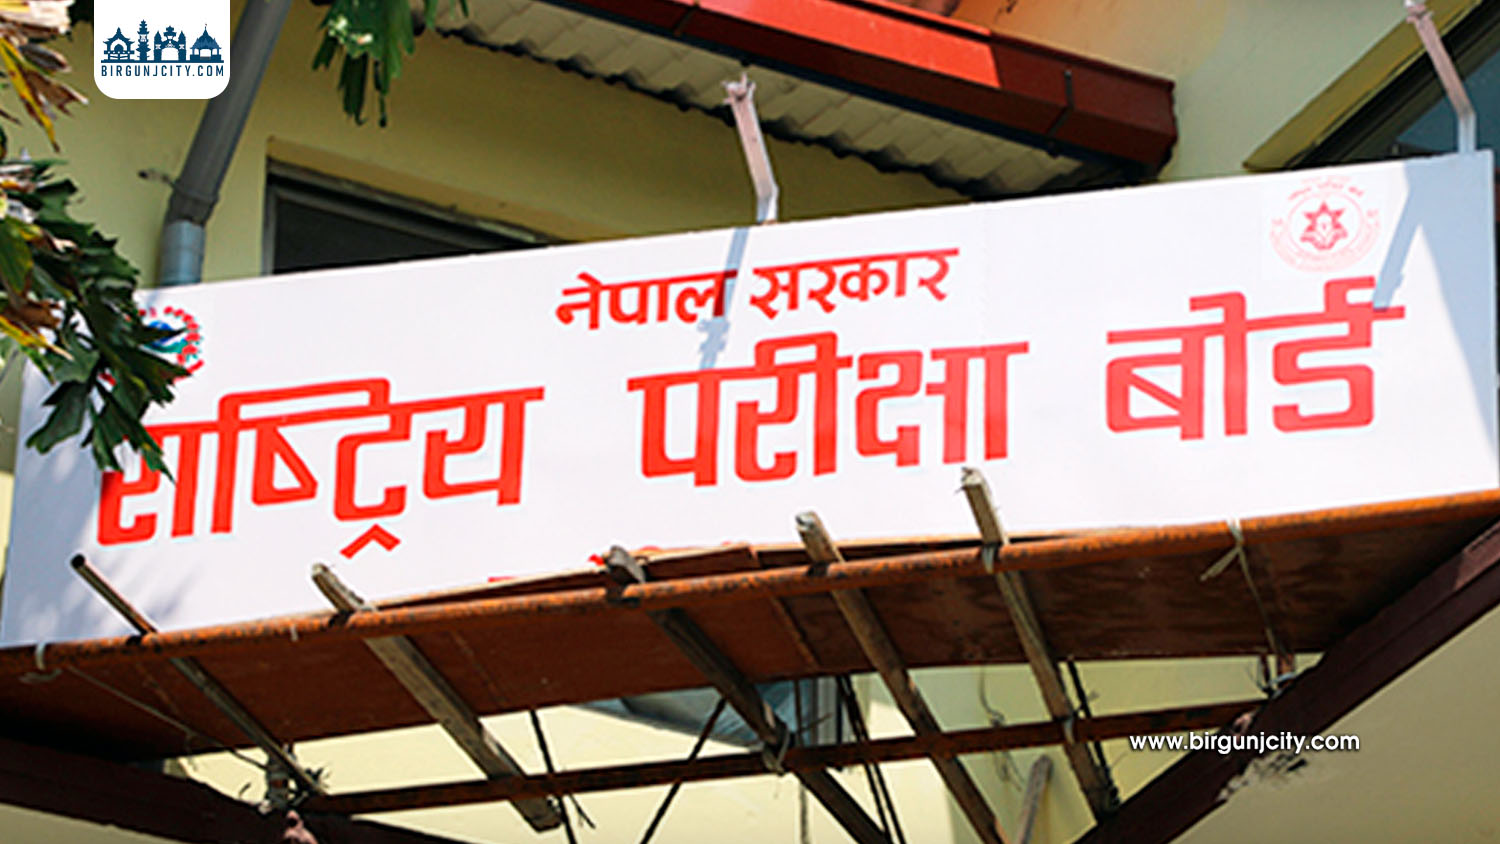 BIRGUNJCITY.COM
नेपाल सरकार
राष्ट्रिय परीक्षा बोर्ड
www.birgunjcity.com